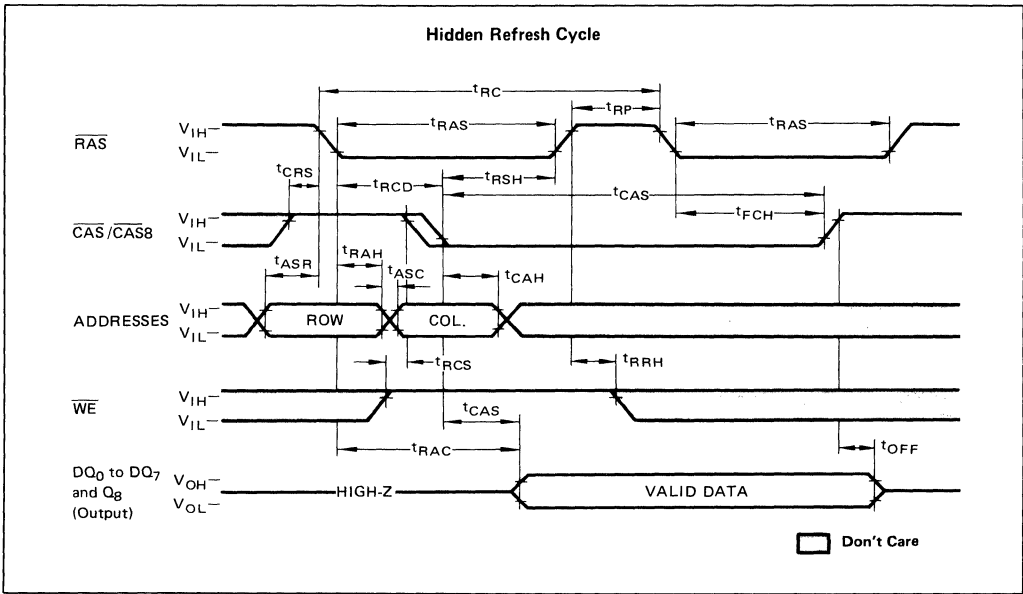 Hidden Refresh Cycle
tRC
tRP
RAS
VIH
VIL
tRAS
tRAS
tCRS
tRCD
tRSH
tCAS
CAS/CAS8
VIH
VIL
tFCH
tASR
tRAH
tASC
tCAH
ADDRESSES
VIH
VIL
ROW
COL.
tRCS
tRRH
WE
VIH
VIL
tCAS
tRAC
tOFF
DQ0 to DQ7
and Q8
(Output)
VOH
VOL
HIGH-Z
VALID DATA
Don't Care